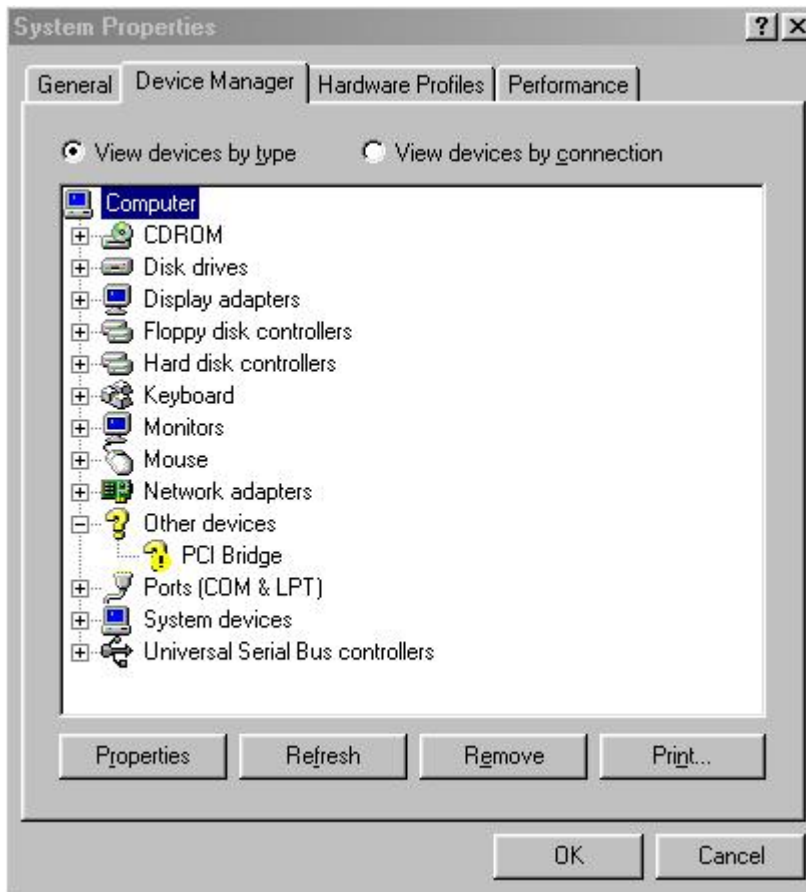 System Properties
General Device Manager Hardware Profiles Performance
View devices by type View devices by connection
Computer
CDROM
Disk drives
Display adapters
Floppy disk controllers
Hard disk controllers
Keyboard
Monitors
Mouse
Network adapters
Other devices
PCI Bridge
Ports (COM & LPT)
System devices
Universal Serial Bus controllers
Properties Refresh Remove Print...
OK Cancel